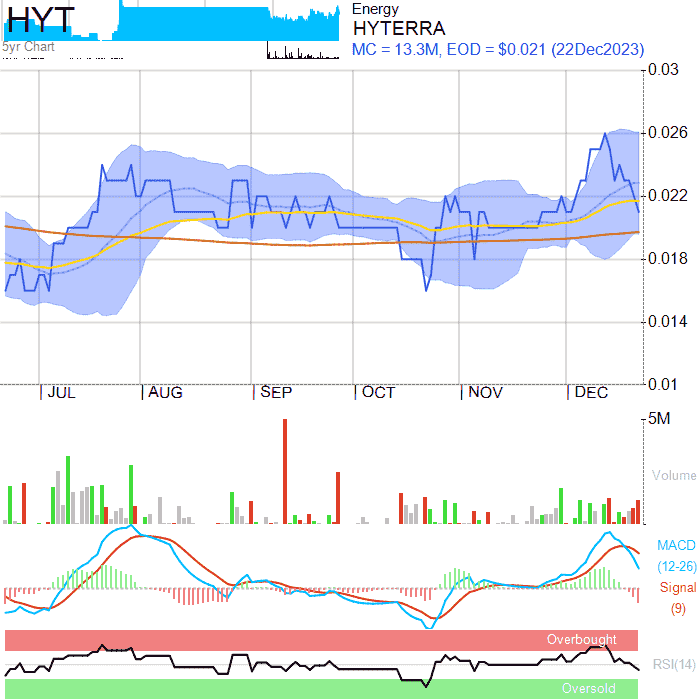 HYT
5yr Chart
Energy
HYTERRA
MC = 13.3M, EOD = $0.021 (22Dec2023)
0.03
0.026
0.022
0.018
0.014
0.01
JUL AUG SEP OCT NOV DEC
5M
Volume
MACD
(12-26)
Signal
(9)
Overbought
RSI(14)
Oversold